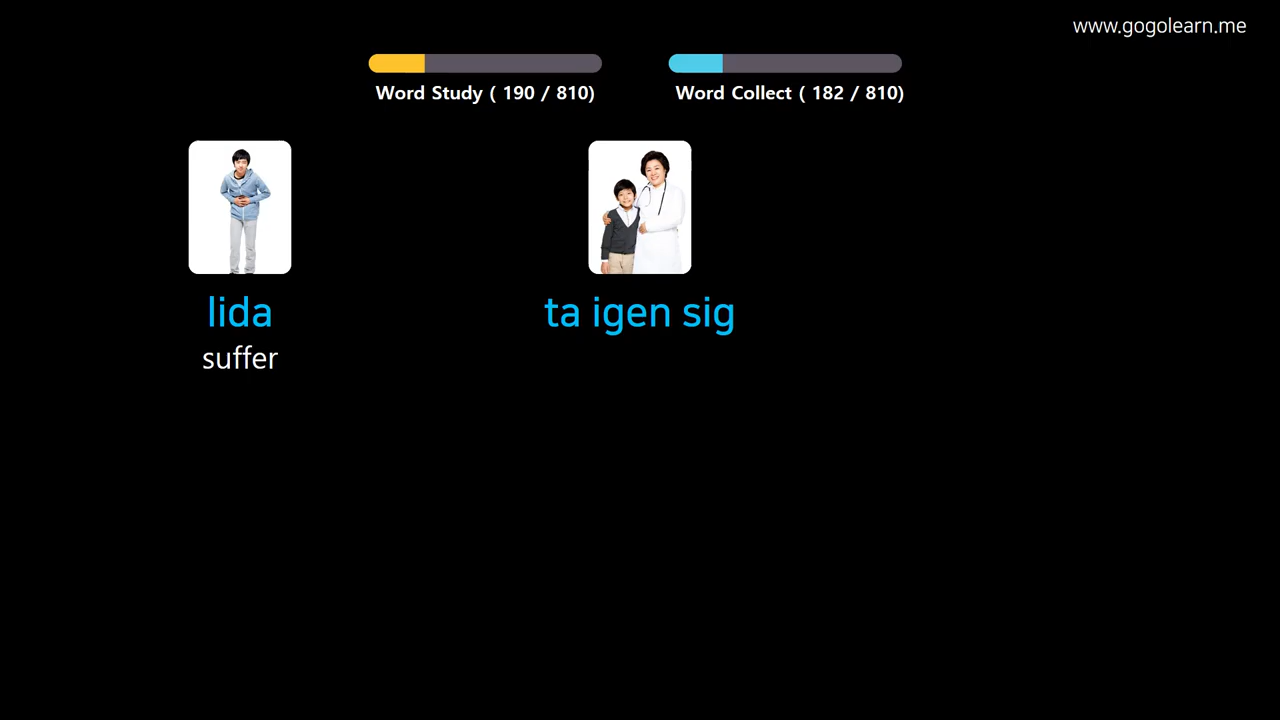 www.gogolearn.me
Word Study ( 190 / 810)
Word Collect ( 182 / 810)
lida
suffer
ta igen sig